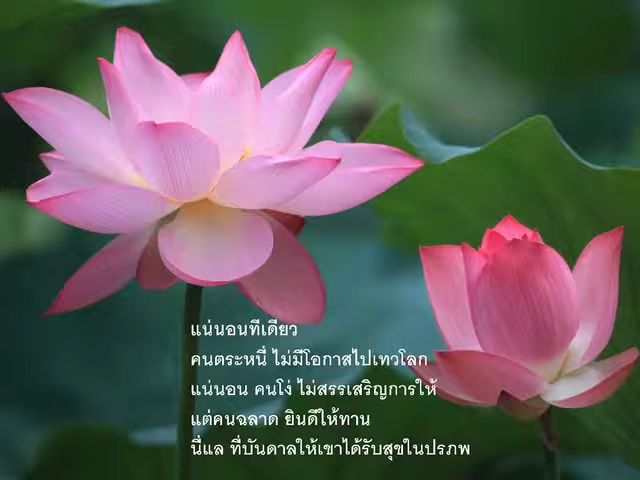 แน่นอนทีเดียว
คนตระหนี่ ไม่มีโอกาสไปเทวโลก
แน่นอน คนโง่ ไม่สรรเสริญการให้
แต่คนฉลาด ยินดีให้ทาน
นี่แล ที่บันดาลให้เขาได้รับสุขในปรภพ